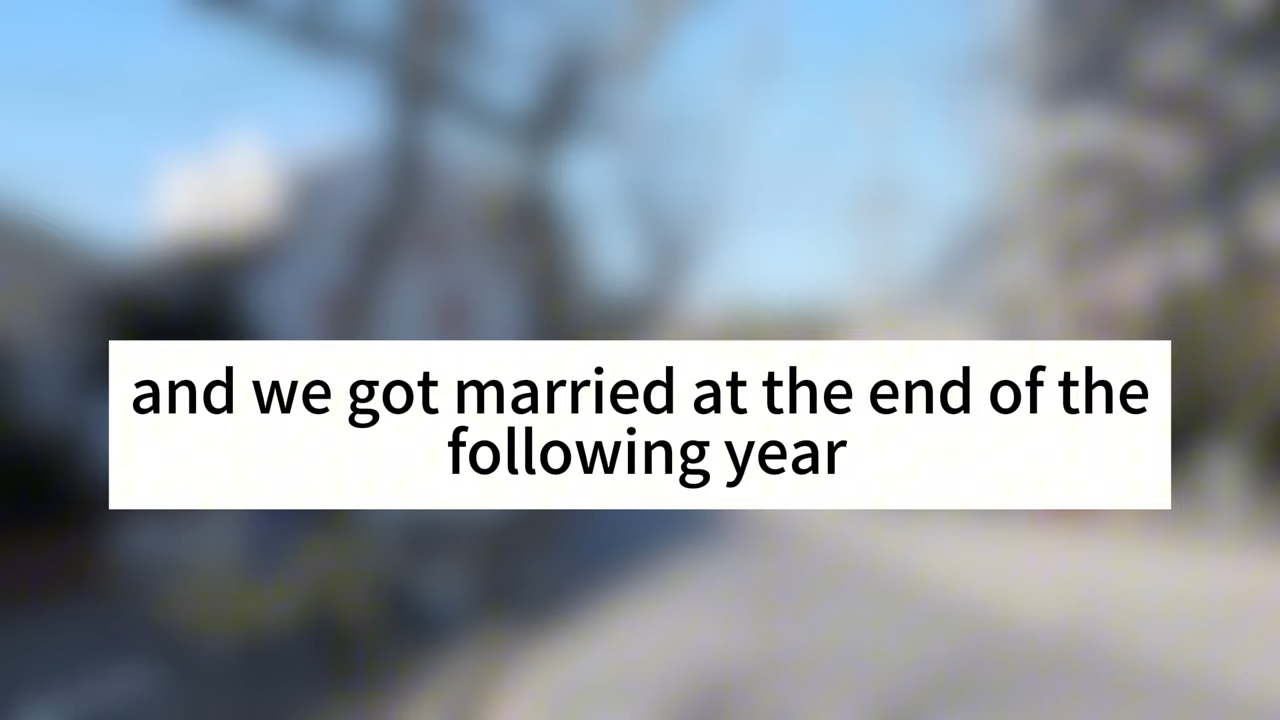 and we got married at the end of the
following year